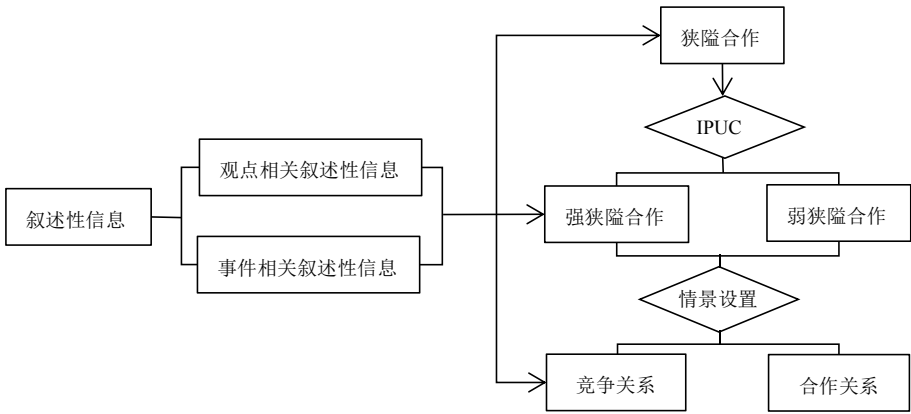 狭隘合作
IPUC
观点相关叙述性信息
叙述性信息
强狭隘合作
弱狭隘合作
事件相关叙述性信息
情景设置
竞争关系
合作关系